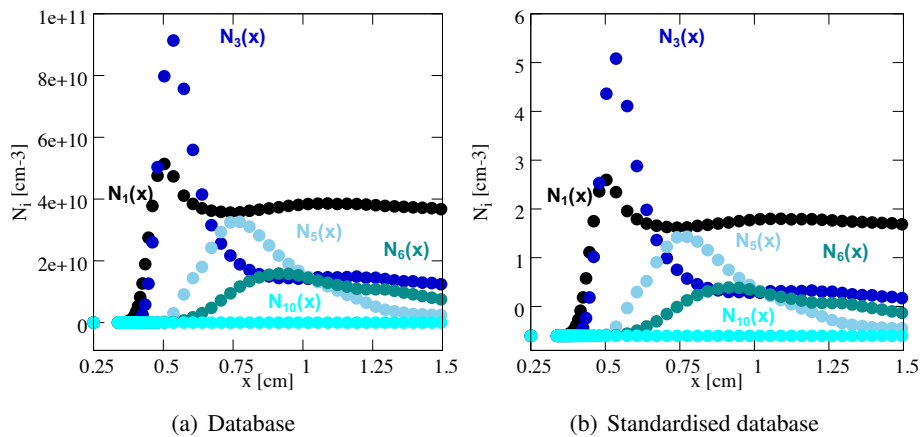 1e+11
8e+10
6e+10
4e+10
2e+10
0
N_i [cm-3]
N₃(x)
N₁(x)
N₅(x)
N₆(x)
N₁₀(x)
0.25 0.5 0.75 1 1.25 1.5
x [cm]
(a) Database
6
5
4
3
2
1
0
N_i [cm-3]
N₃(x)
N₁(x)
N₅(x)
N₆(x)
N₁₀(x)
0.25 0.5 0.75 1 1.25 1.5
x [cm]
(b) Standardised database